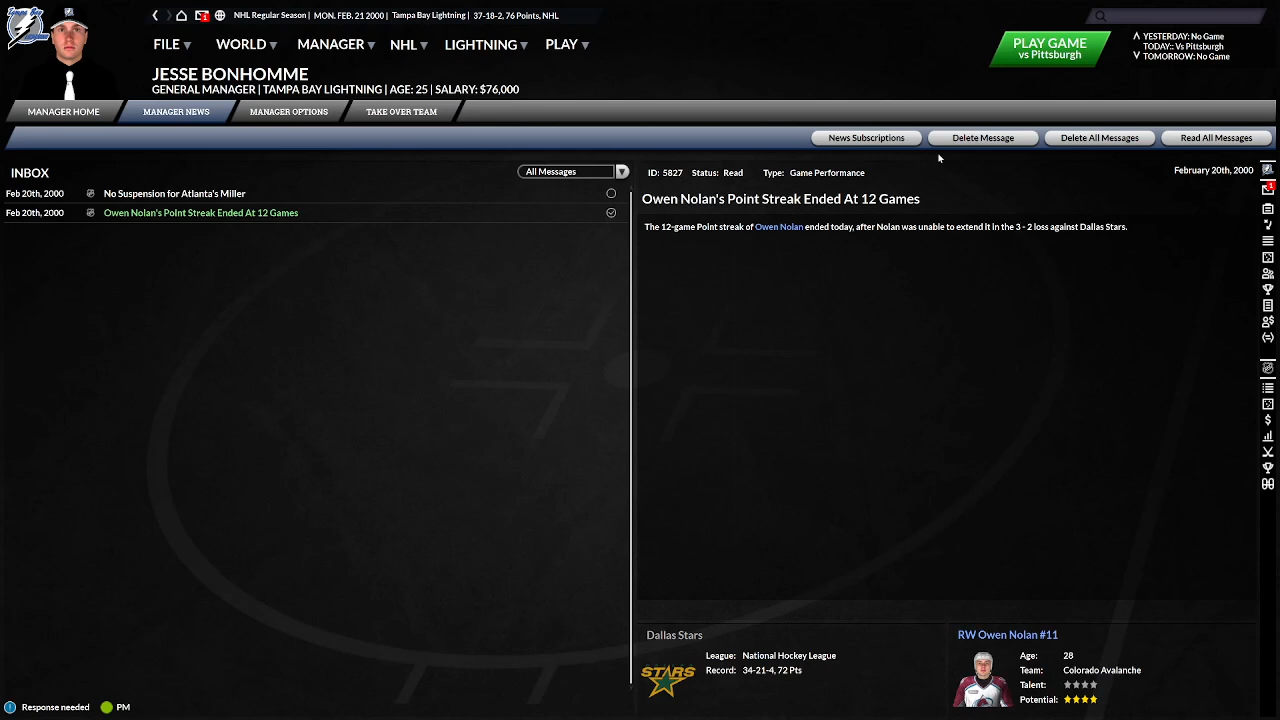 NHL Regular Season | MON. FEB. 21 2000 | Tampa Bay Lightning | 37-18-2, 76 Points, NHL
FILE WORLD MANAGER NHL LIGHTNING PLAY
PLAY GAME
vs Pittsburgh
YESTERDAY: No Game
TODAY:: Vs Pittsburgh
TOMORROW: No Game
JESSE BONHOMME
GENERAL MANAGER | TAMPA BAY LIGHTNING | AGE: 25 | SALARY: $76,000
MANAGER HOME MANAGER NEWS MANAGER OPTIONS TAKE OVER TEAM
News Subscriptions Delete Message Delete All Messages Read All Messages
INBOX All Messages
Feb 20th, 2000 No Suspension for Atlanta's Miller
Feb 20th, 2000 Owen Nolan's Point Streak Ended At 12 Games
ID: 5827 Status: Read Type: Game Performance February 20th, 2000
Owen Nolan's Point Streak Ended At 12 Games
The 12-game Point streak of Owen Nolan ended today, after Nolan was unable to extend it in the 3 - 2 loss against Dallas Stars.
Dallas Stars
League: National Hockey League
Record: 34-21-4, 72 Pts
STARS
RW Owen Nolan #11
Age: 28
Team: Colorado Avalanche
Talent:
Potential:
Response needed PM